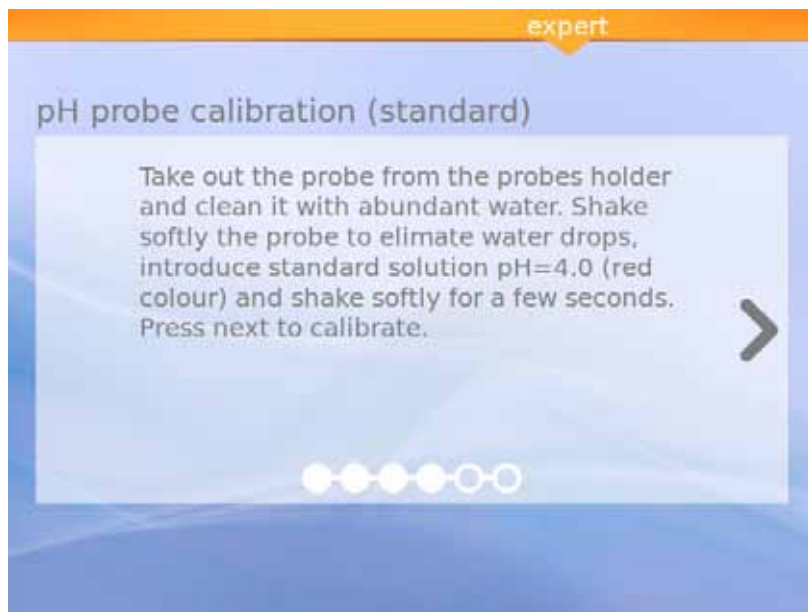 expert
pH probe calibration (standard)
Take out the probe from the probes holder
and clean it with abundant water. Shake
softly the probe to elimate water drops,
introduce standard solution pH=4.0 (red
colour) and shake softly for a few seconds.
Press next to calibrate.